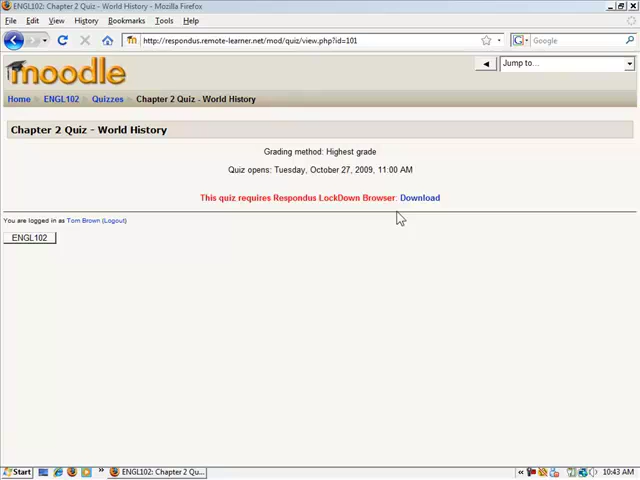 ENGL102: Chapter 2 Quiz - World History - Mozilla Firefox
File Edit View History Bookmarks Tools Help
http://respondus.remote-learner.net/mod/quiz/view.php?id=101
Google
moodle
Jump to...
Home ENGL102 Quizzes Chapter 2 Quiz - World History
Chapter 2 Quiz - World History
Grading method: Highest grade
Quiz opens: Tuesday, October 27, 2009, 11:00 AM
This quiz requires Respondus LockDown Browser: Download
You are logged in as Tom Brown (Logout)
ENGL102
Start » ENGL102: Chapter 2 Qu... « 10:43 AM